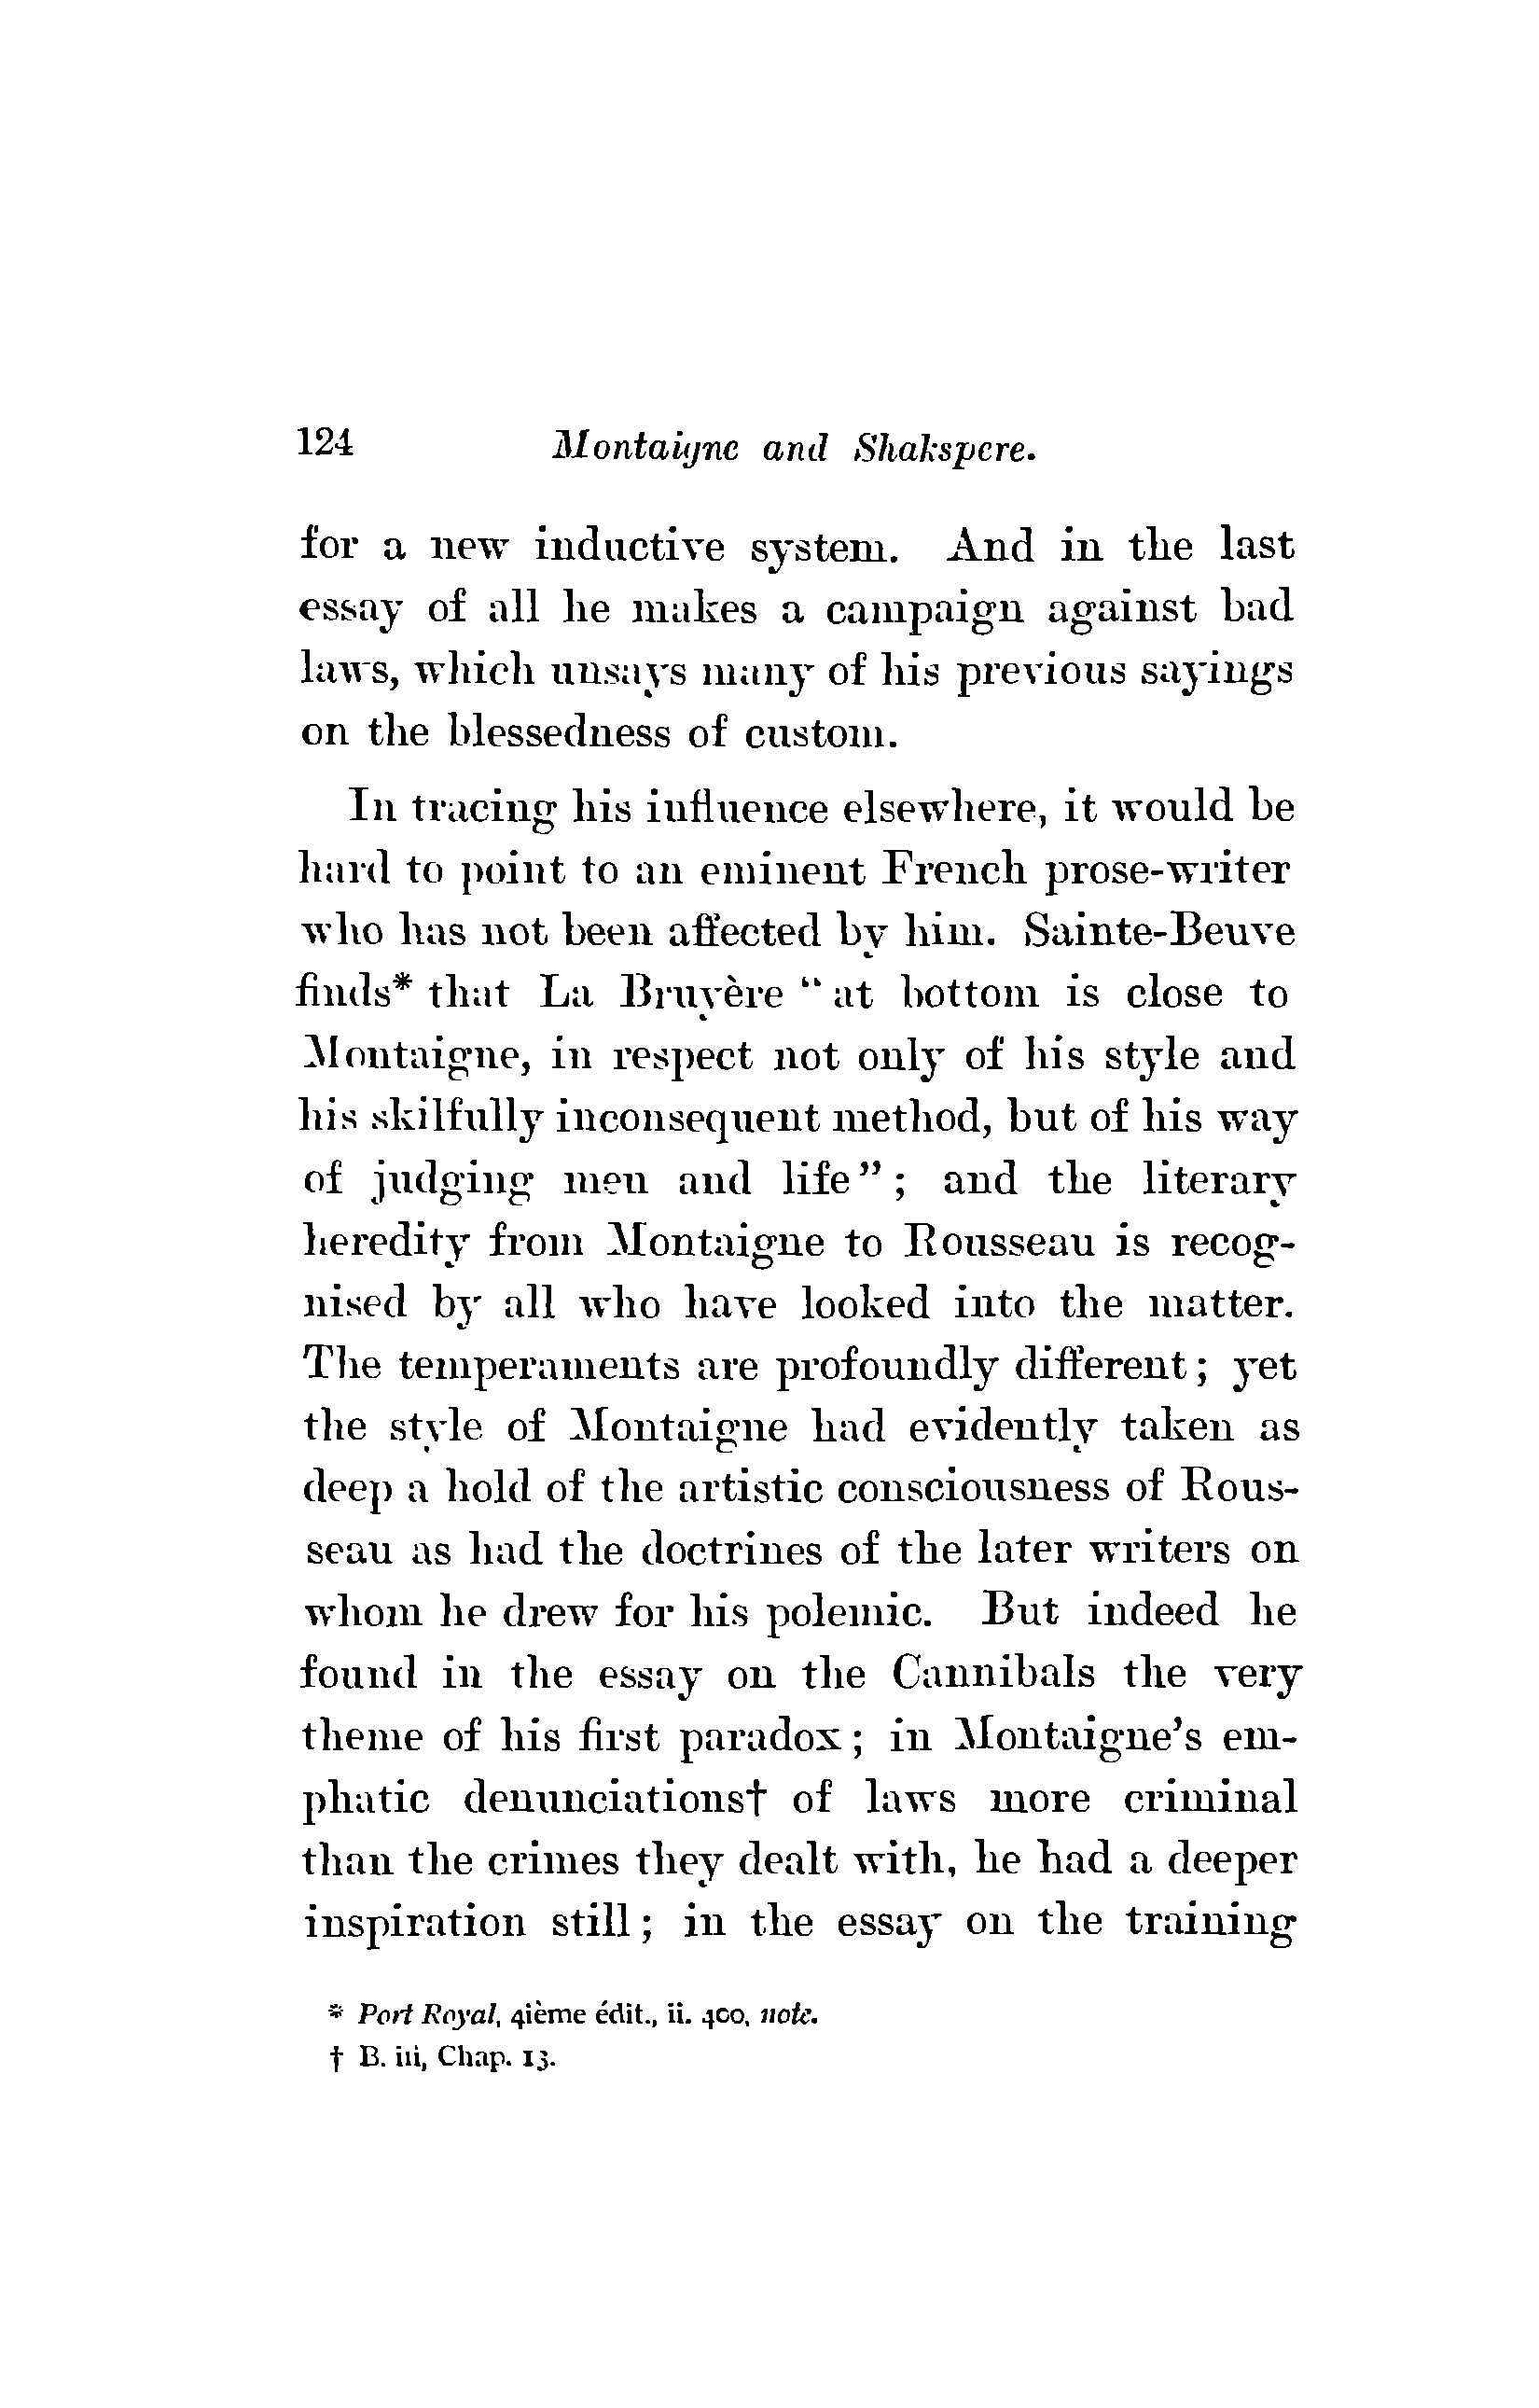 124 Montaigne and Shakspere.
for a new inductive system. And in the last
essay of all he makes a campaign against bad
laws, which unsays many of his previous sayings
on the blessedness of custom.
In tracing his influence elsewhere, it would be
hard to point to an eminent French prose-writer
who has not been affected by him. Sainte-Beuve
finds* that La Bruyère “at bottom is close to
Montaigne, in respect not only of his style and
his skilfully inconsequent method, but of his way
of judging men and life”; and the literary
heredity from Montaigne to Rousseau is recog-
nised by all who have looked into the matter.
The temperaments are profoundly different; yet
the style of Montaigne had evidently taken as
deep a hold of the artistic consciousness of Rous-
seau as had the doctrines of the later writers on
whom he drew for his polemic. But indeed he
found in the essay on the Cannibals the very
theme of his first paradox; in Montaigne’s em-
phatic denunciations† of laws more criminal
than the crimes they dealt with, he had a deeper
inspiration still; in the essay on the training
* Port Royal, 4ième édit., ii. 400, note.
† B. iii, Chap. 13.